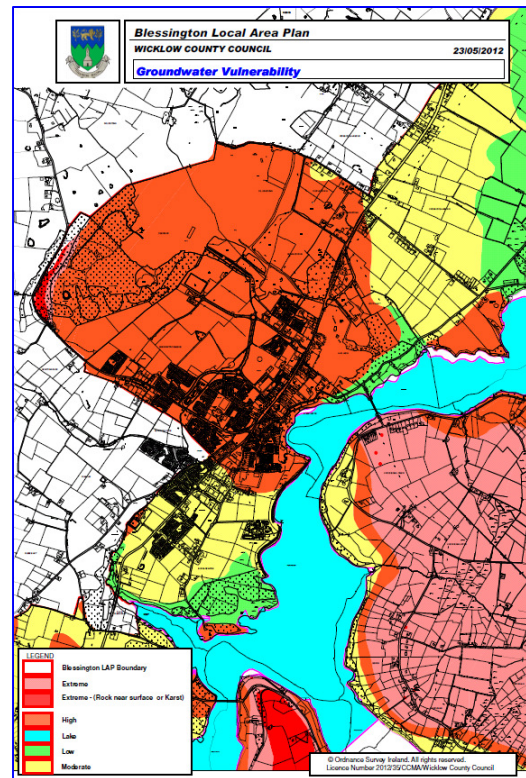 Blessington Local Area Plan
WICKLOW COUNTY COUNCIL 23/05/2012
Groundwater Vulnerability
LEGEND
Blessington LAP Boundary
Extreme
Extreme - (Rock near surface or Karst)
High
Lake
Low
Moderate
© Ordnance Survey Ireland. All rights reserved.
Licence Number 2012/35/CCMA/Wicklow County Council